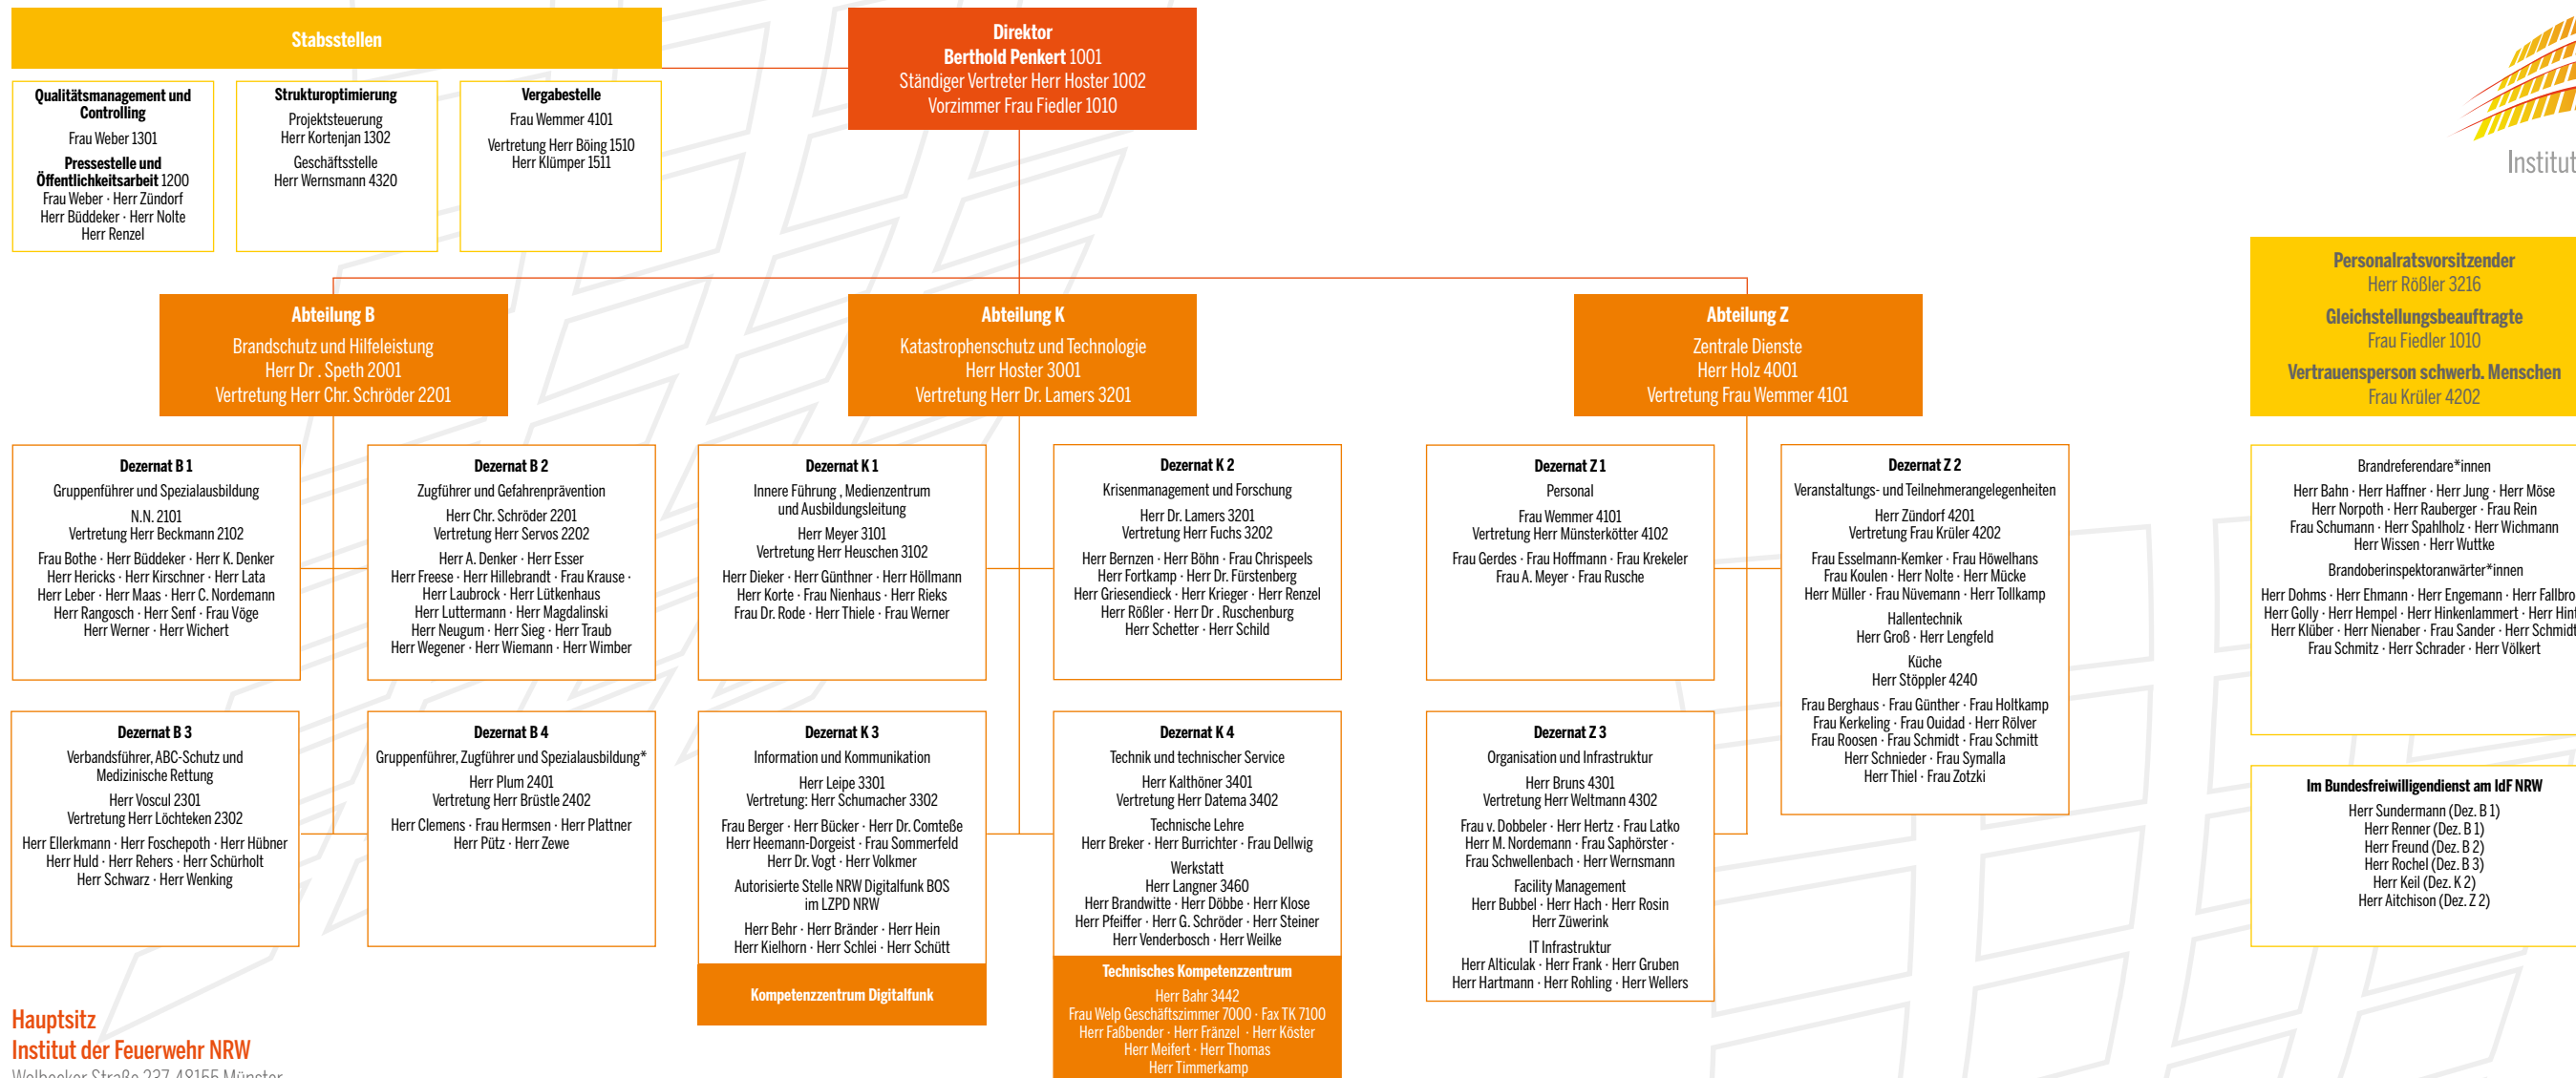 Stabsstellen
Qualitätsmanagement und
Controlling
Frau Weber 1301
Pressestelle und
Öffentlichkeitsarbeit 1200
Frau Weber · Herr Zündorf
Herr Büddeker · Herr Nolte
Herr Renzel
Strukturoptimierung
Projektsteuerung
Herr Kortenjan 1302
Geschäftsstelle
Herr Wernsmann 4320
Vergabestelle
Frau Wemmer 4101
Vertretung Herr Böing 1510
Herr Klümper 1511
Direktor
Berthold Penkert 1001
Ständiger Vertreter Herr Hoster 1002
Vorzimmer Frau Fiedler 1010
Institut
Abteilung B
Brandschutz und Hilfeleistung
Herr Dr . Speth 2001
Vertretung Herr Chr. Schröder 2201
Abteilung K
Katastrophenschutz und Technologie
Herr Hoster 3001
Vertretung Herr Dr. Lamers 3201
Abteilung Z
Zentrale Dienste
Herr Holz 4001
Vertretung Frau Wemmer 4101
Personalratsvorsitzender
Herr Rößler 3216
Gleichstellungsbeauftragte
Frau Fiedler 1010
Vertrauensperson schwerb. Menschen
Frau Krüler 4202
Dezernat B 1
Gruppenführer und Spezialausbildung
N.N. 2101
Vertretung Herr Beckmann 2102
Frau Bothe · Herr Büddeker · Herr K. Denker
Herr Hericks · Herr Kirschner · Herr Lata
Herr Leber · Herr Maas · Herr C. Nordemann
Herr Rangosch · Herr Senf · Frau Vöge
Herr Werner · Herr Wichert
Dezernat B 2
Zugführer und Gefahrenprävention
Herr Chr. Schröder 2201
Vertretung Herr Servos 2202
Herr A. Denker · Herr Esser
Herr Freese · Herr Hillebrandt · Frau Krause ·
Herr Laubrock · Herr Lütkenhaus
Herr Luttermann · Herr Magdalinski
Herr Neugum · Herr Sieg · Herr Traub
Herr Wegener · Herr Wiemann · Herr Wimber
Dezernat K 1
Innere Führung , Medienzentrum
und Ausbildungsleitung
Herr Meyer 3101
Vertretung Herr Heuschen 3102
Herr Dieker · Herr Günthner · Herr Höllmann
Herr Korte · Frau Nienhaus · Herr Rieks
Frau Dr. Rode · Herr Thiele · Frau Werner
Dezernat K 2
Krisenmanagement und Forschung
Herr Dr. Lamers 3201
Vertretung Herr Fuchs 3202
Herr Bernzen · Herr Böhn · Frau Chrispeels
Herr Fortkamp · Herr Dr. Fürstenberg
Herr Griesendieck · Herr Krieger · Herr Renzel
Herr Rößler · Herr Dr . Ruschenburg
Herr Schetter · Herr Schild
Dezernat Z 1
Personal
Frau Wemmer 4101
Vertretung Herr Münsterkötter 4102
Frau Gerdes · Frau Hoffmann · Frau Krekeler
Frau A. Meyer · Frau Rusche
Dezernat Z 2
Veranstaltungs- und Teilnehmerangelegenheiten
Herr Zündorf 4201
Vertretung Frau Krüler 4202
Frau Esselmann-Kemker · Frau Höwelhans
Frau Koulen · Herr Nolte · Herr Mücke
Herr Müller · Frau Nüvemann · Herr Tollkamp
Hallentechnik
Herr Groß · Herr Lengfeld
Küche
Herr Stöppler 4240
Frau Berghaus · Frau Günther · Frau Holtkamp
Frau Kerkeling · Frau Ouidad · Herr Rölver
Frau Roosen · Frau Schmidt · Frau Schmitt
Herr Schnieder · Frau Symalla
Herr Thiel · Frau Zotzki
Brandreferendare*innen
Herr Bahn · Herr Haffner · Herr Jung · Herr Möse
Herr Norpoth · Herr Rauberger · Frau Rein
Frau Schumann · Herr Spahlholz · Herr Wichmann
Herr Wissen · Herr Wuttke
Brandoberinspektoranwärter*innen
Herr Dohms · Herr Ehmann · Herr Engemann · Herr Fallbro
Herr Golly · Herr Hempel · Herr Hinkenlammert · Herr Hin
Herr Klüber · Herr Nienaber · Frau Sander · Herr Schmidt
Frau Schmitz · Herr Schrader · Herr Völkert
Dezernat B 3
Verbandsführer, ABC-Schutz und
Medizinische Rettung
Herr Voscul 2301
Vertretung Herr Löchteken 2302
Herr Ellerkmann · Herr Foschepoth · Herr Hübner
Herr Huld · Herr Rehers · Herr Schürholt
Herr Schwarz · Herr Wenking
Dezernat B 4
Gruppenführer, Zugführer und Spezialausbildung*
Herr Plum 2401
Vertretung Herr Brüstle 2402
Herr Clemens · Frau Hermsen · Herr Plattner
Herr Pütz · Herr Zewe
Dezernat K 3
Information und Kommunikation
Herr Leipe 3301
Vertretung: Herr Schumacher 3302
Frau Berger · Herr Bücker · Herr Dr. Comteße
Herr Heemann-Dorgeist · Frau Sommerfeld
Herr Dr. Vogt · Herr Volkmer
Autorisierte Stelle NRW Digitalfunk BOS
im LZPD NRW
Herr Behr · Herr Bränder · Herr Hein
Herr Kielhorn · Herr Schlei · Herr Schütt
Kompetenzzentrum Digitalfunk
Dezernat K 4
Technik und technischer Service
Herr Kalthöner 3401
Vertretung Herr Datema 3402
Technische Lehre
Herr Breker · Herr Burrichter · Frau Dellwig
Werkstatt
Herr Langner 3460
Herr Brandwitte · Herr Döbbe · Herr Klose
Herr Pfeiffer · Herr G. Schröder · Herr Steiner
Herr Venderbosch · Herr Weilke
Technisches Kompetenzzentrum
Herr Bahr 3442
Frau Welp Geschäftszimmer 7000 · Fax TK 7100
Herr Faßbender · Herr Fränzel · Herr Köster
Herr Meifert · Herr Thomas
Herr Timmerkamp
Dezernat Z 3
Organisation und Infrastruktur
Herr Bruns 4301
Vertretung Herr Weltmann 4302
Frau v. Dobbeler · Herr Hertz · Frau Latko
Herr M. Nordemann · Frau Saphörster ·
Frau Schwellenbach · Herr Wernsmann
Facility Management
Herr Bubbel · Herr Hach · Herr Rosin
Herr Züwerink
IT Infrastruktur
Herr Alticulak · Herr Frank · Herr Gruben
Herr Hartmann · Herr Rohling · Herr Wellers
Im Bundesfreiwilligendienst am IdF NRW
Herr Sundermann (Dez. B 1)
Herr Renner (Dez. B 1)
Herr Freund (Dez. B 2)
Herr Rochel (Dez. B 3)
Herr Keil (Dez. K 2)
Herr Aitchison (Dez. Z 2)
Hauptsitz
Institut der Feuerwehr NRW
Wolbecker Straße 237, 48155 Münster